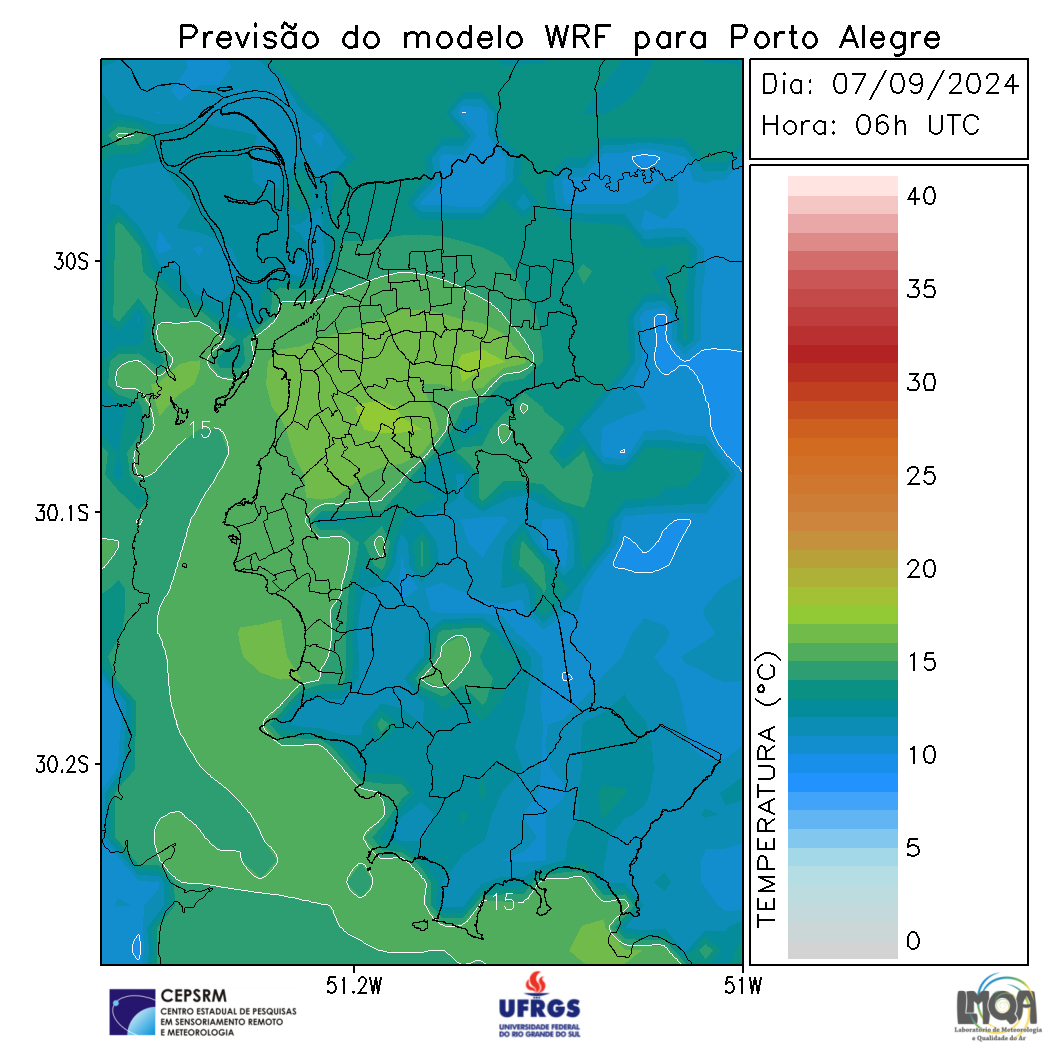 Previsão do modelo WRF para Porto Alegre
Dia: 07/09/2024
Hora: 06h UTC
40
35
30
25
20
15
10
5
0
TEMPERATURA (°C)
30S
30.1S
30.2S
51.2W
51W
15
15
CEPSRM
CENTRO ESTADUAL DE PESQUISAS
EM SENSORIAMENTO REMOTO
E METEOROLOGIA
UFRGS
UNIVERSIDADE FEDERAL
DO RIO GRANDE DO SUL
LMQA
Laboratório de Meteorologia
e Qualidade do Ar